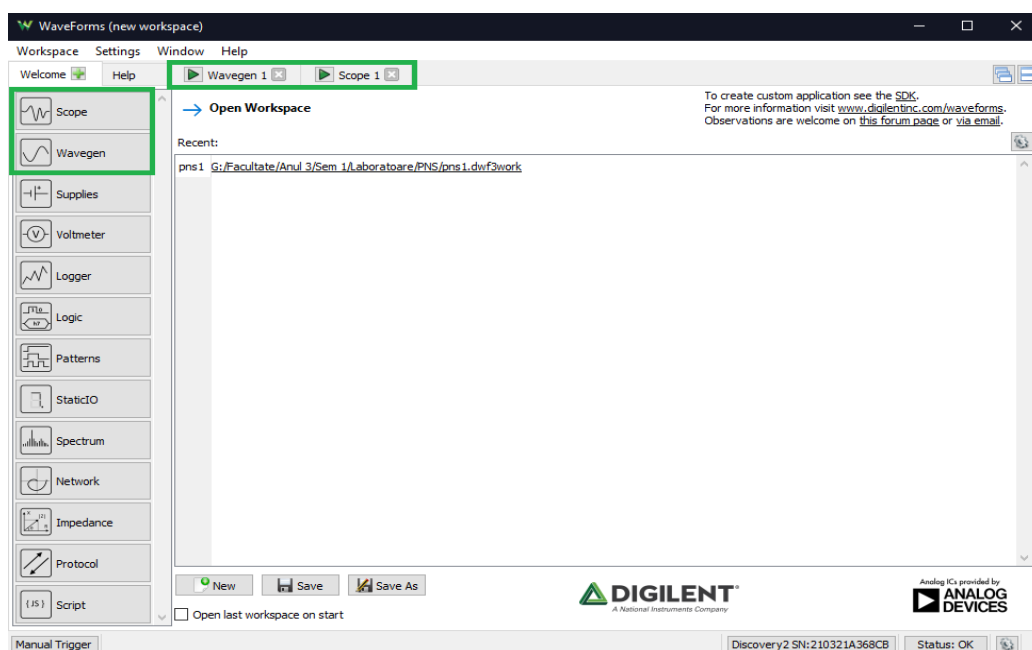 WaveForms (new workspace)
Workspace Settings Window Help
Welcome Help Wavegen 1 Scope 1
Scope
Wavegen
Supplies
Voltmeter
Logger
Logic
Patterns
StaticIO
Spectrum
Network
Impedance
Protocol
{JS} Script
Open Workspace
To create custom application see the SDK.
For more information visit www.digilentinc.com/waveforms.
Observations are welcome on this forum page or via email.
Recent:
pns1 G:/Facultate/Anul 3/Sem 1/Laboratoare/PNS/pns1.dwf3work
New Save Save As
Open last workspace on start
DIGILENT
A National Instruments Company
Analog ICs provided by
ANALOG
DEVICES
Manual Trigger Discovery2 SN:210321A368CB Status: OK